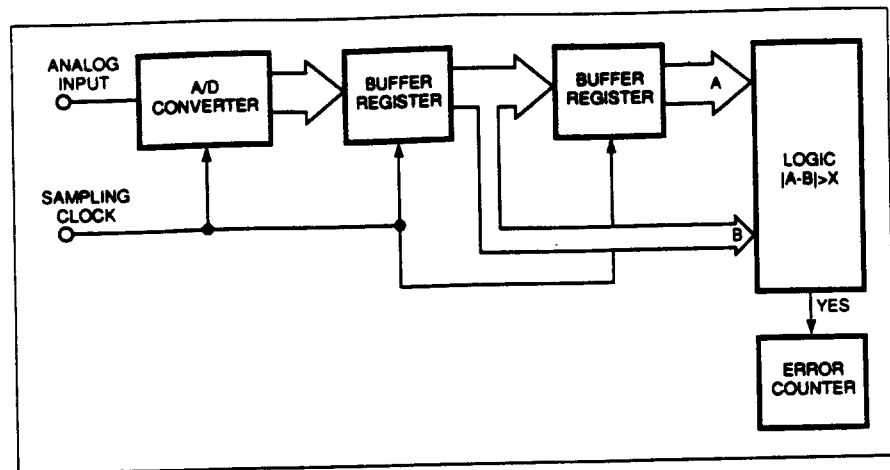 ANALOG
INPUT
A/D
CONVERTER
BUFFER
REGISTER
BUFFER
REGISTER
A
LOGIC
|A-B|>X
SAMPLING
CLOCK
B
YES
ERROR
COUNTER